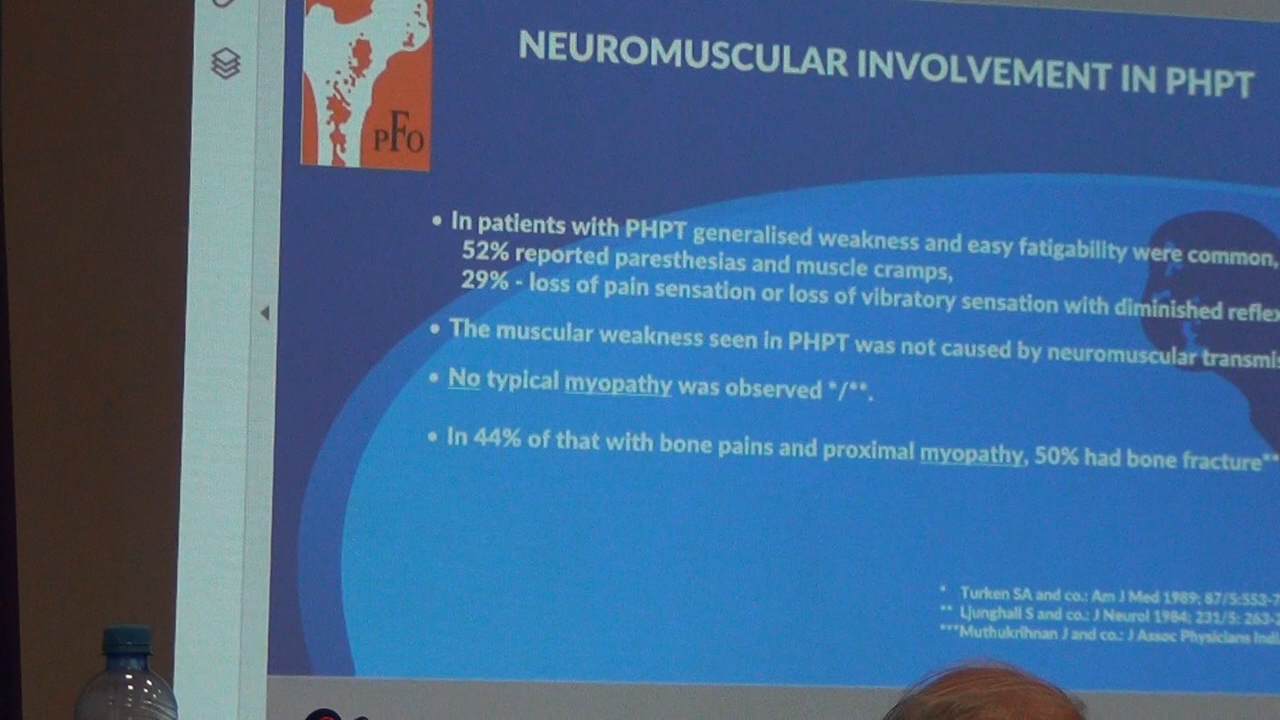 PFO
NEUROMUSCULAR INVOLVEMENT IN PHPT
• In patients with PHPT generalised weakness and easy fatigability were common,
52% reported paresthesias and muscle cramps,
29% - loss of pain sensation or loss of vibratory sensation with diminished reflex
• The muscular weakness seen in PHPT was not caused by neuromuscular transmis
• No typical myopathy was observed */**.
• In 44% of that with bone pains and proximal myopathy, 50% had bone fracture**
* Turken SA and co.: Am J Med 1989; 87/5:553-7
** Ljunghall S and co.: J Neurol 1984; 231/5: 263-
***Muthukrihnan J and co.: J Assoc Physicians Indi